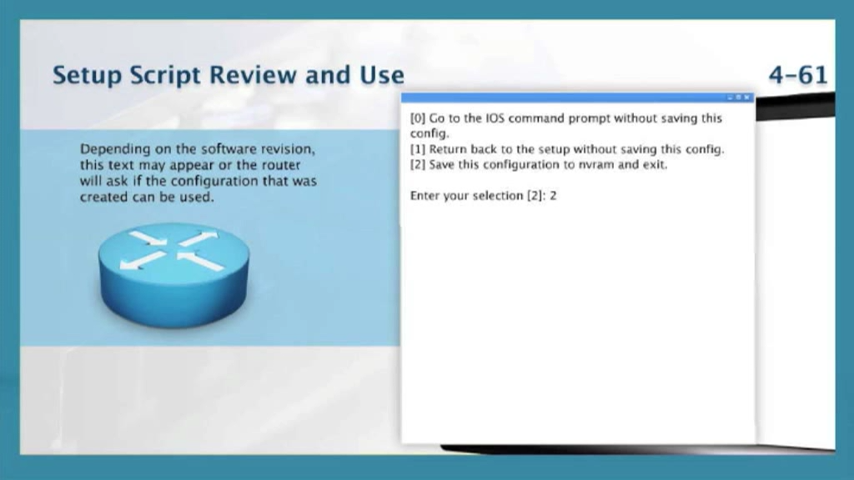 Setup Script Review and Use
4-61
Depending on the software revision,
this text may appear or the router
will ask if the configuration that was
created can be used.
[0] Go to the IOS command prompt without saving this
config.
[1] Return back to the setup without saving this config.
[2] Save this configuration to nvram and exit.
Enter your selection [2]: 2